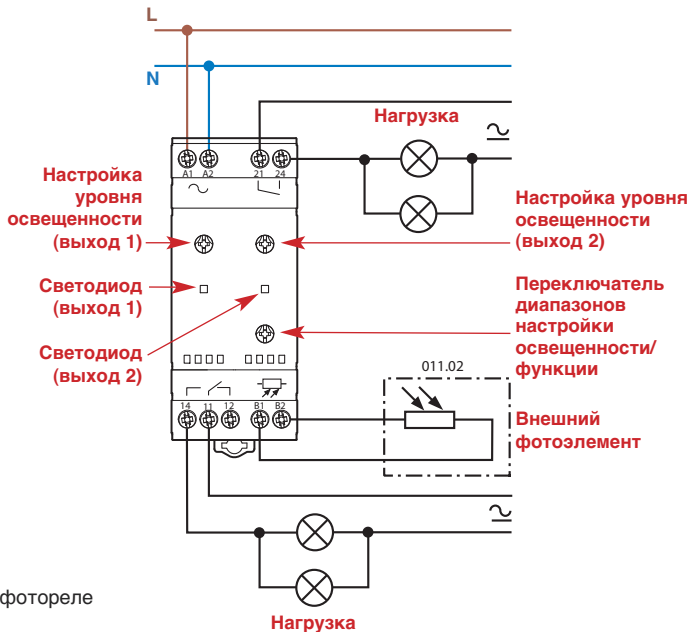 L
N
Нагрузка
A1 A2 21 24
Настройка
уровня
освещенности
(выход 1)
Настройка уровня
освещенности
(выход 2)
Светодиод
(выход 1)
Переключатель
диапазонов
настройки
освещенности/
функции
Светодиод
(выход 2)
011.02
14 11 12 B1 B2
Внешний
фотоэлемент
фотореле
Нагрузка